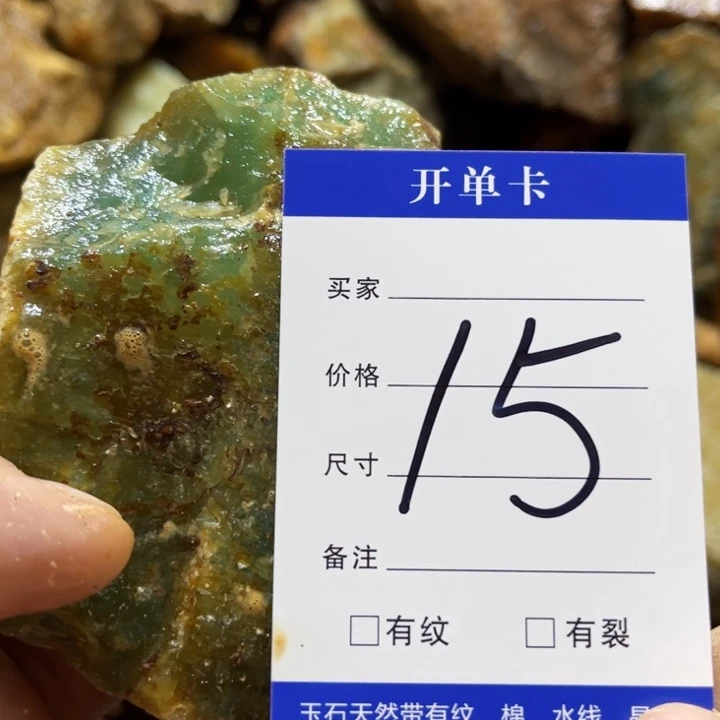 开单卡
买家
价格
15
尺寸
备注
□有纹 □有裂
玉石天然带有纹 棉 水线